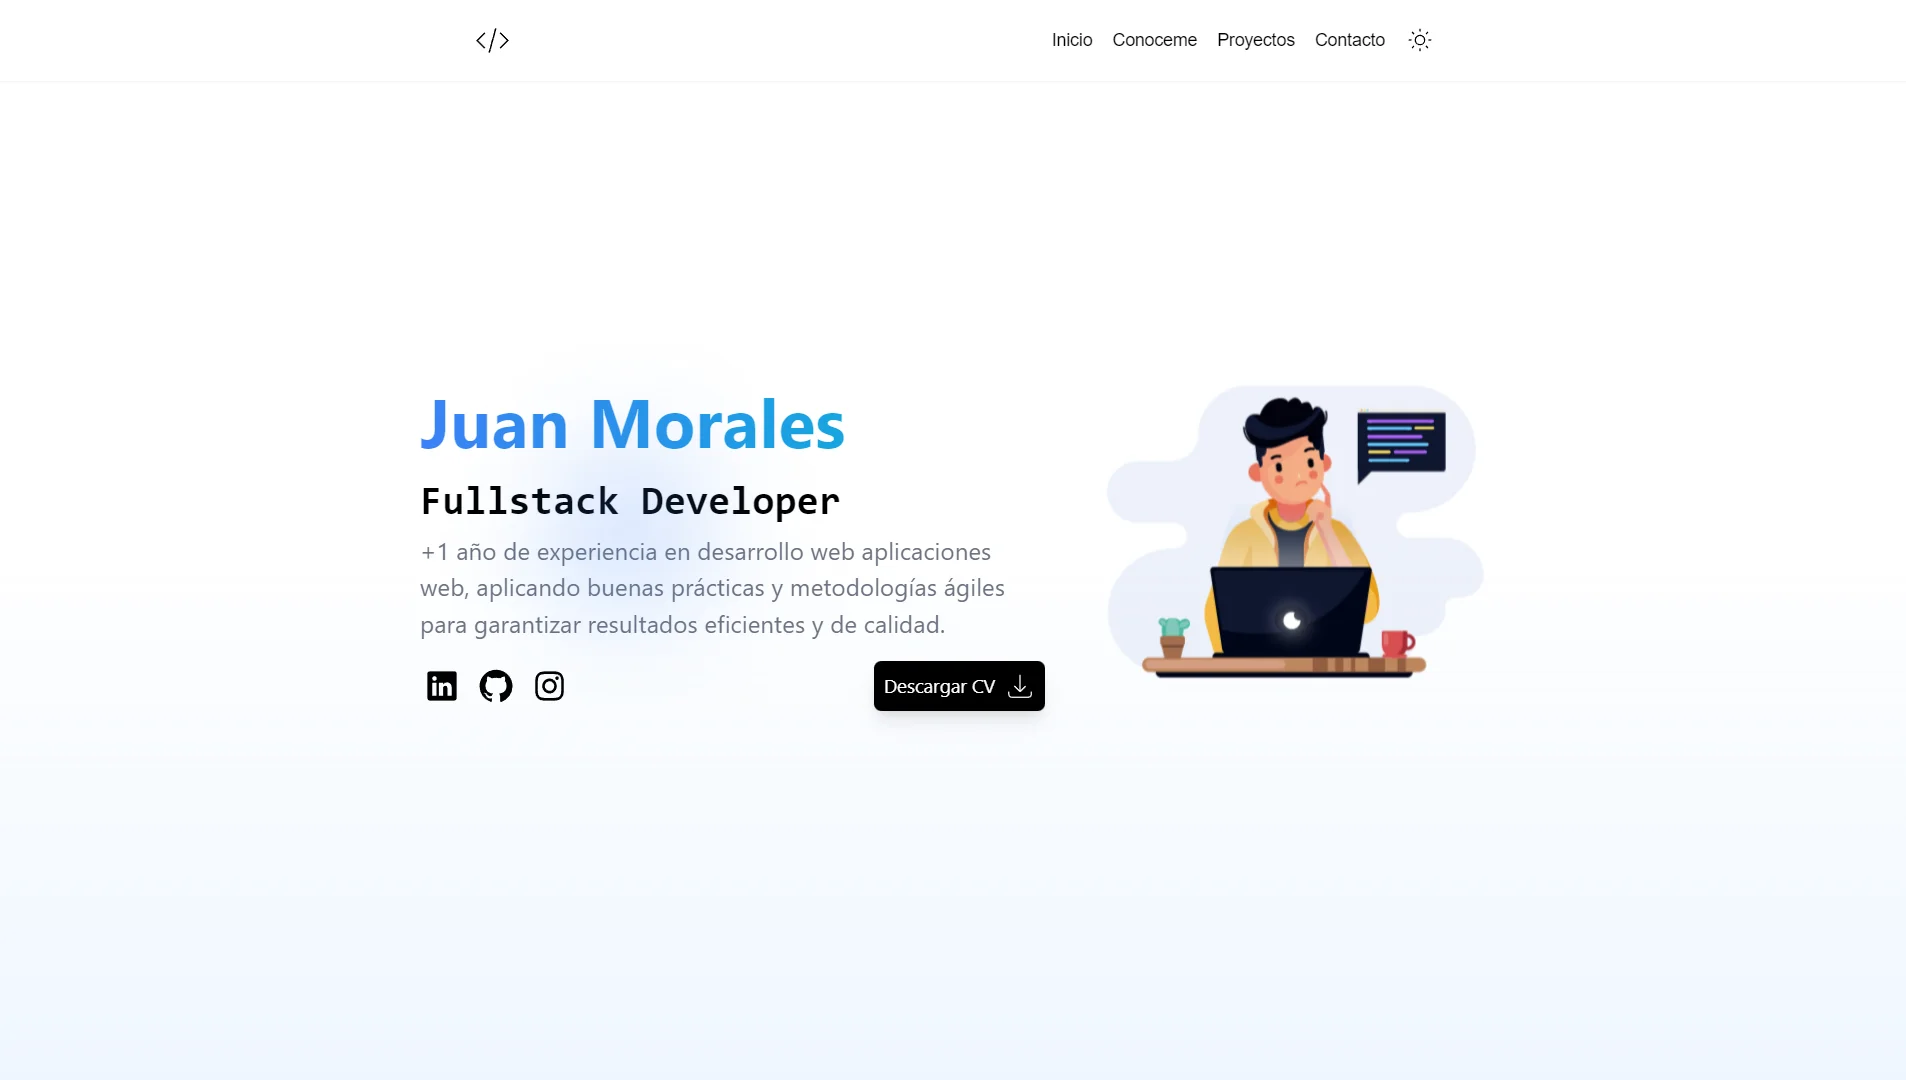 </>
Inicio Conoceme Proyectos Contacto
Juan Morales
Fullstack Developer
+1 año de experiencia en desarrollo web aplicaciones
web, aplicando buenas prácticas y metodologías ágiles
para garantizar resultados eficientes y de calidad.
in
Descargar CV